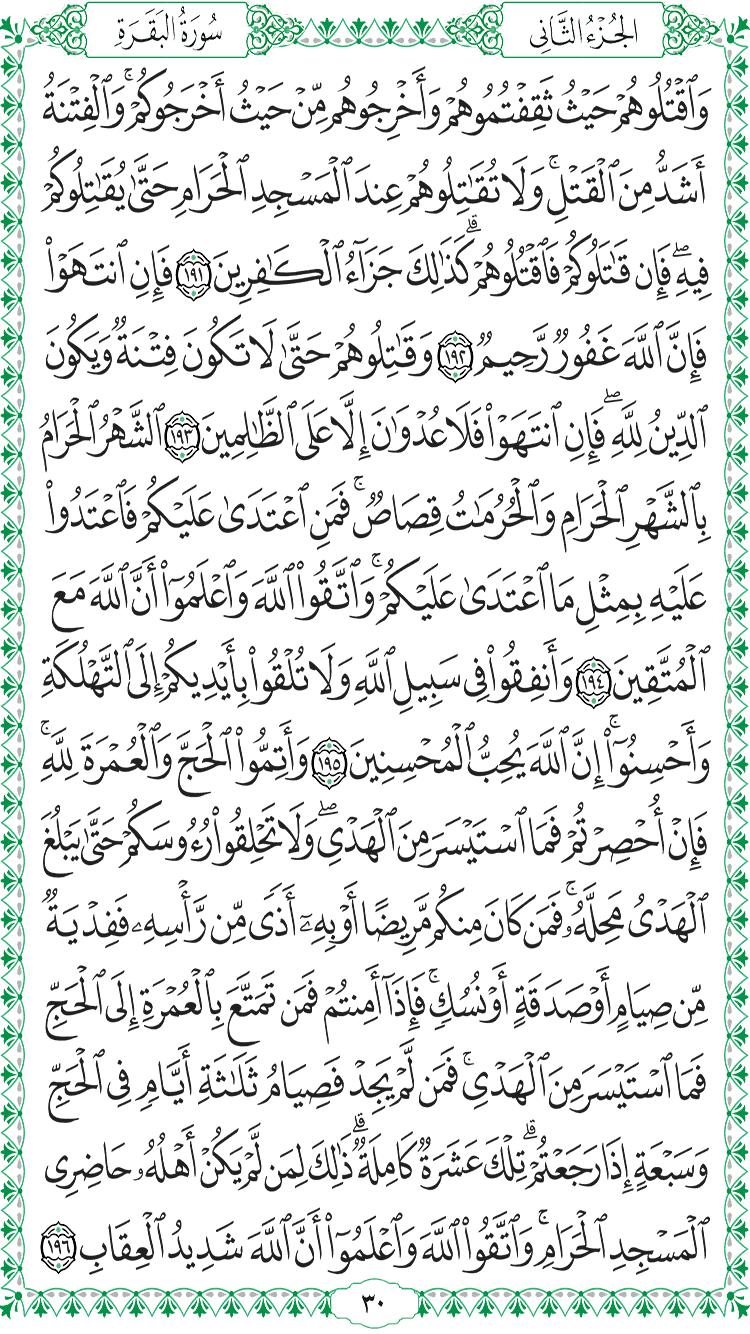 الجُزْءُ الثَّانِي
سُورَةُ البَقَرَةِ
وَٱقْتُلُوهُمْ حَيْثُ ثَقِفْتُمُوهُمْ وَأَخْرِجُوهُم مِّنْ حَيْثُ أَخْرَجُوكُمْ ۚ وَٱلْفِتْنَةُ
أَشَدُّ مِنَ ٱلْقَتْلِ ۚ وَلَا تُقَـٰتِلُوهُمْ عِندَ ٱلْمَسْجِدِ ٱلْحَرَامِ حَتَّىٰ يُقَـٰتِلُوكُمْ
فِيهِ ۖ فَإِن قَـٰتَلُوكُمْ فَٱقْتُلُوهُمْ ۗ كَذَٰلِكَ جَزَآءُ ٱلْكَـٰفِرِينَ ١٩١ فَإِنِ ٱنتَهَوْا۟
فَإِنَّ ٱللَّهَ غَفُورٌ رَّحِيمٌ ١٩٢ وَقَـٰتِلُوهُمْ حَتَّىٰ لَا تَكُونَ فِتْنَةٌ وَيَكُونَ
ٱلدِّينُ لِلَّهِ ۖ فَإِنِ ٱنتَهَوْا۟ فَلَا عُدْوَٰنَ إِلَّا عَلَى ٱلظَّـٰلِمِينَ ١٩٣ ٱلشَّهْرُ ٱلْحَرَامُ
بِٱلشَّهْرِ ٱلْحَرَامِ وَٱلْحُرُمَـٰتُ قِصَاصٌ ۚ فَمَنِ ٱعْتَدَىٰ عَلَيْكُمْ فَٱعْتَدُوا۟
عَلَيْهِ بِمِثْلِ مَا ٱعْتَدَىٰ عَلَيْكُمْ ۚ وَٱتَّقُوا۟ ٱللَّهَ وَٱعْلَمُوٓا۟ أَنَّ ٱللَّهَ مَعَ
ٱلْمُتَّقِينَ ١٩٤ وَأَنفِقُوا۟ فِى سَبِيلِ ٱللَّهِ وَلَا تُلْقُوا۟ بِأَيْدِيكُمْ إِلَى ٱلتَّهْلُكَةِ
وَأَحْسِنُوٓا۟ ۛ إِنَّ ٱللَّهَ يُحِبُّ ٱلْمُحْسِنِينَ ١٩٥ وَأَتِمُّوا۟ ٱلْحَجَّ وَٱلْعُمْرَةَ لِلَّهِ ۚ
فَإِنْ أُحْصِرْتُمْ فَمَا ٱسْتَيْسَرَ مِنَ ٱلْهَدْىِ ۖ وَلَا تَحْلِقُوا۟ رُءُوسَكُمْ حَتَّىٰ يَبْلُغَ
ٱلْهَدْىُ مَحِلَّهُۥ ۚ فَمَن كَانَ مِنكُم مَّرِيضًا أَوْ بِهِۦٓ أَذًى مِّن رَّأْسِهِۦ فَفِدْيَةٌ
مِّن صِيَامٍ أَوْ صَدَقَةٍ أَوْ نُسُكٍ ۚ فَإِذَآ أَمِنتُمْ فَمَن تَمَتَّعَ بِٱلْعُمْرَةِ إِلَى ٱلْحَجِّ
فَمَا ٱسْتَيْسَرَ مِنَ ٱلْهَدْىِ ۚ فَمَن لَّمْ يَجِدْ فَصِيَامُ ثَلَـٰثَةِ أَيَّامٍ فِى ٱلْحَجِّ
وَسَبْعَةٍ إِذَا رَجَعْتُمْ ۗ تِلْكَ عَشَرَةٌ كَامِلَةٌ ۗ ذَٰلِكَ لِمَن لَّمْ يَكُنْ أَهْلُهُۥ حَاضِرِى
ٱلْمَسْجِدِ ٱلْحَرَامِ ۚ وَٱتَّقُوا۟ ٱللَّهَ وَٱعْلَمُوٓا۟ أَنَّ ٱللَّهَ شَدِيدُ ٱلْعِقَابِ ١٩٦
٣٠